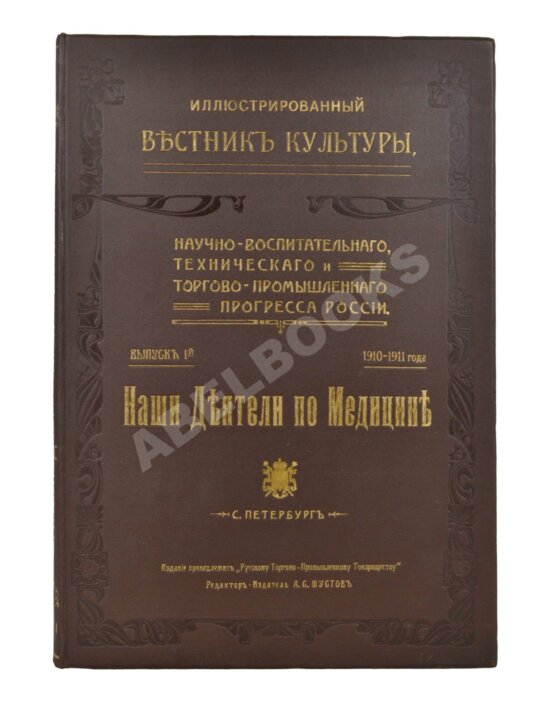 ИЛЛЮСТРИРОВАННЫЙ
ВѢСТНИКЪ КУЛЬТУРЫ,
НАУЧНО-ВОСПИТАТЕЛЬНАГО,
ТЕХНИЧЕСКАГО и
ТОРГОВО-ПРОМЫШЛЕННАГО
ПРОГРЕССА РОССІИ.
ВЫПУСКЪ 1й 1910-1911 года
Наши Дѣятели по Медицинѣ
С. ПЕТЕРБУРГЪ
Изданіе принадлежитъ „Русскому Торгово-Промышленному Товариществу"
Редакторъ-Издатель А. С. ШУСТОВЪ
ABELBOOKS